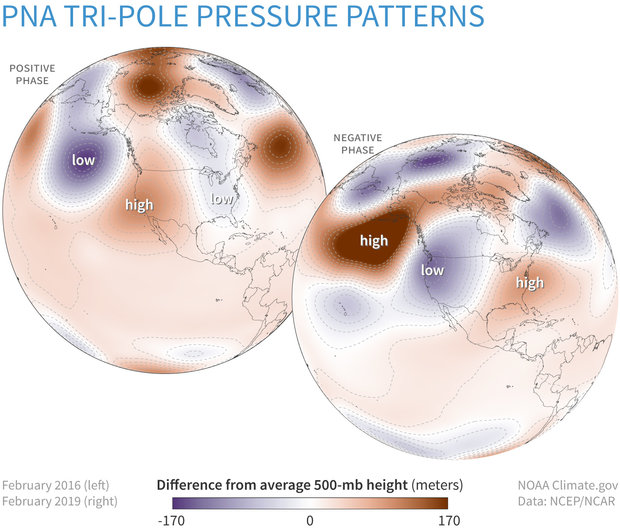 PNA TRI-POLE PRESSURE PATTERNS
POSITIVE
PHASE
low
high
low
NEGATIVE
PHASE
high
low
high
February 2016 (left)
February 2019 (right)
Difference from average 500-mb height (meters)
-170 0 170
NOAA Climate.gov
Data: NCEP/NCAR